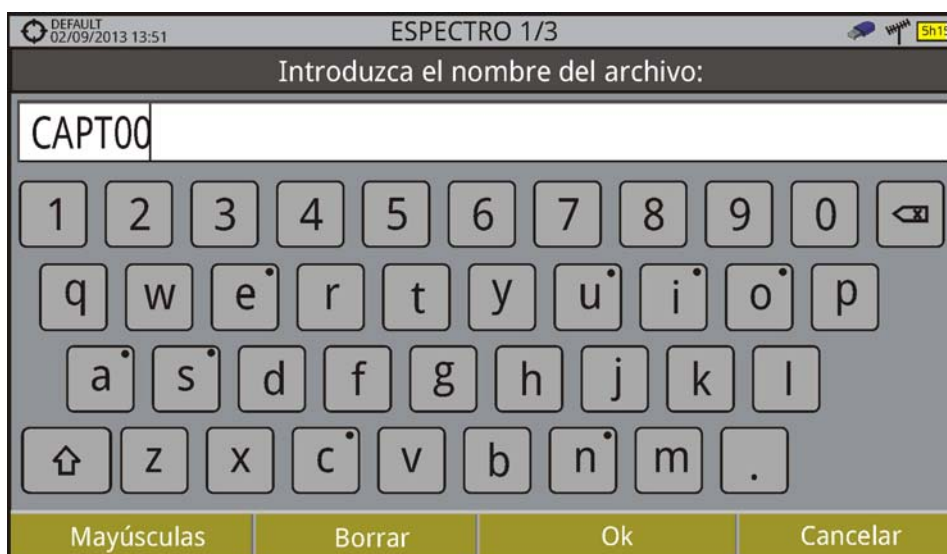 DEFAULT
02/09/2013 13:51
ESPECTRO 1/3
5h15
Introduzca el nombre del archivo:
CAPT00
1 2 3 4 5 6 7 8 9 0
q w e r t y u i o p
a s d f g h j k l
z x c v b n m .
Mayúsculas Borrar Ok Cancelar